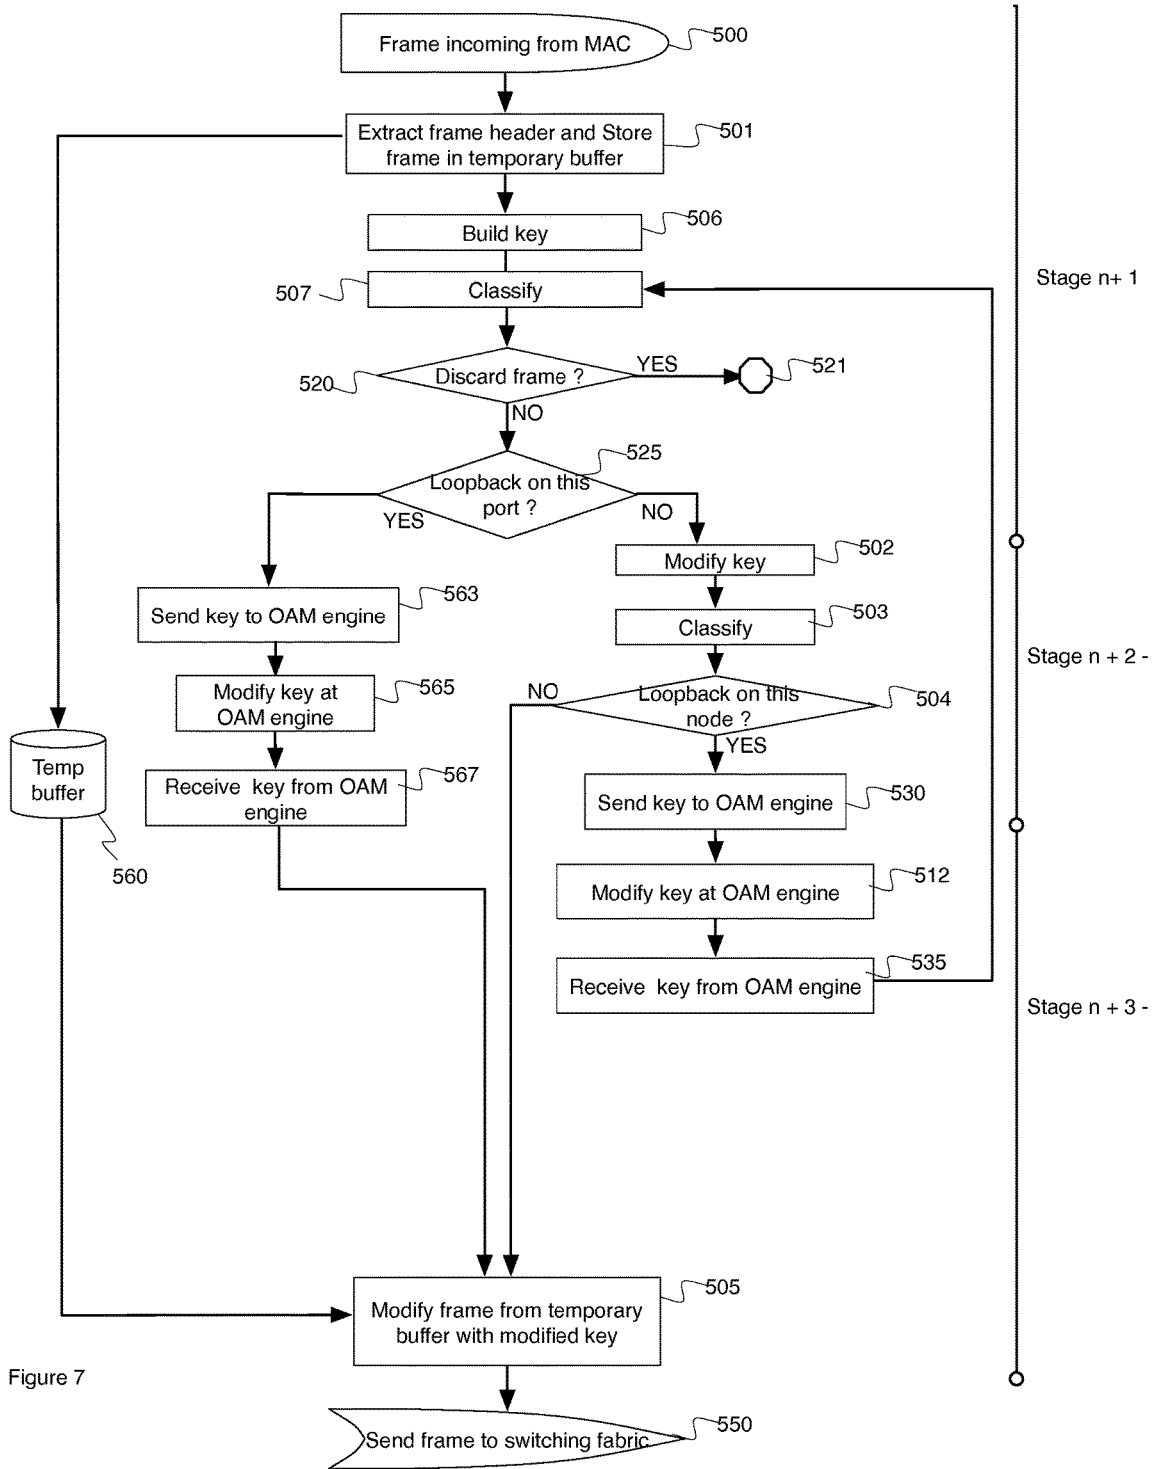 Frame incoming from MAC
500
Extract frame header and Store
frame in temporary buffer
501
Build key
506
Classify
507
Stage n+ 1
Discard frame ?
520
YES
521
NO
Loopback on this
port ?
525
YES
NO
Modify key
502
Send key to OAM engine
563
Classify
503
Stage n + 2 -
Modify key at
OAM engine
565
Loopback on this
node ?
504
NO
YES
Temp
buffer
560
Receive key from OAM
engine
567
Send key to OAM engine
530
Modify key at OAM engine
512
Receive key from OAM engine
535
Stage n + 3 -
Modify frame from temporary
buffer with modified key
505
Figure 7
Send frame to switching fabric
550